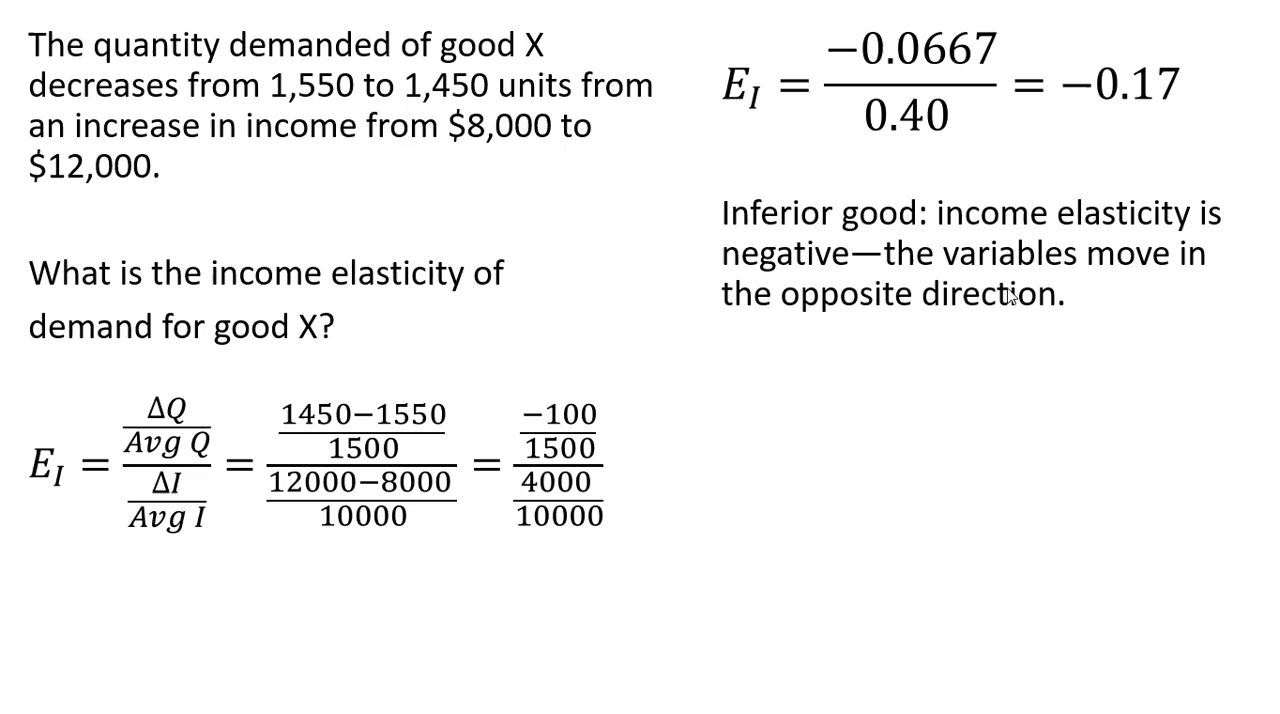 The quantity demanded of good X
decreases from 1,550 to 1,450 units from
an increase in income from $8,000 to
$12,000.
What is the income elasticity of
demand for good X?
E_I = (ΔQ / Avg Q) / (ΔI / Avg I) = ((1450−1550) / 1500) / ((12000−8000) / 10000) = (−100 / 1500) / (4000 / 10000)
E_I = −0.0667 / 0.40 = −0.17
Inferior good: income elasticity is
negative—the variables move in
the opposite direction.